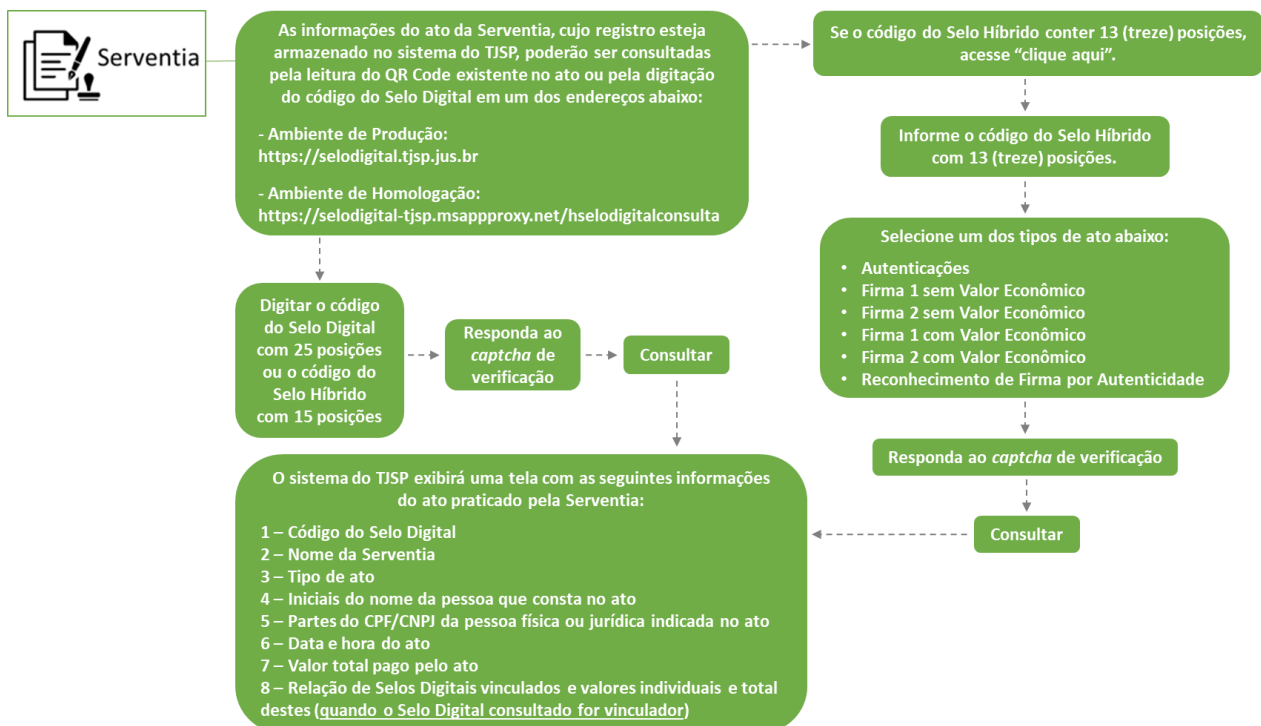 Serventia
As informações do ato da Serventia, cujo registro esteja
armazenado no sistema do TJSP, poderão ser consultadas
pela leitura do QR Code existente no ato ou pela digitação
do código do Selo Digital em um dos endereços abaixo:
- Ambiente de Produção:
https://selodigital.tjsp.jus.br
- Ambiente de Homologação:
https://selodigital-tjsp.msappproxy.net/hselodigitalconsulta
Se o código do Selo Híbrido conter 13 (treze) posições,
acesse “clique aqui”.
Informe o código do Selo Híbrido
com 13 (treze) posições.
Selecione um dos tipos de ato abaixo:
• Autenticações
• Firma 1 sem Valor Econômico
• Firma 2 sem Valor Econômico
• Firma 1 com Valor Econômico
• Firma 2 com Valor Econômico
• Reconhecimento de Firma por Autenticidade
Responda ao captcha de verificação
Consultar
Digitar o código
do Selo Digital
com 25 posições
ou o código do
Selo Híbrido
com 15 posições
Responda ao
captcha de
verificação
Consultar
O sistema do TJSP exibirá uma tela com as seguintes informações
do ato praticado pela Serventia:
1 – Código do Selo Digital
2 – Nome da Serventia
3 – Tipo de ato
4 – Iniciais do nome da pessoa que consta no ato
5 – Partes do CPF/CNPJ da pessoa física ou jurídica indicada no ato
6 – Data e hora do ato
7 – Valor total pago pelo ato
8 – Relação de Selos Digitais vinculados e valores individuais e total
destes (quando o Selo Digital consultado for vinculador)